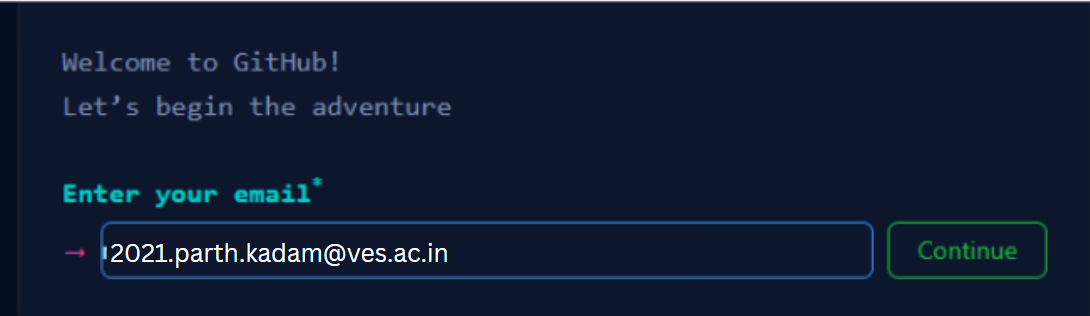 Welcome to GitHub!
Let’s begin the adventure
Enter your email*
→ 2021.parth.kadam@ves.ac.in Continue